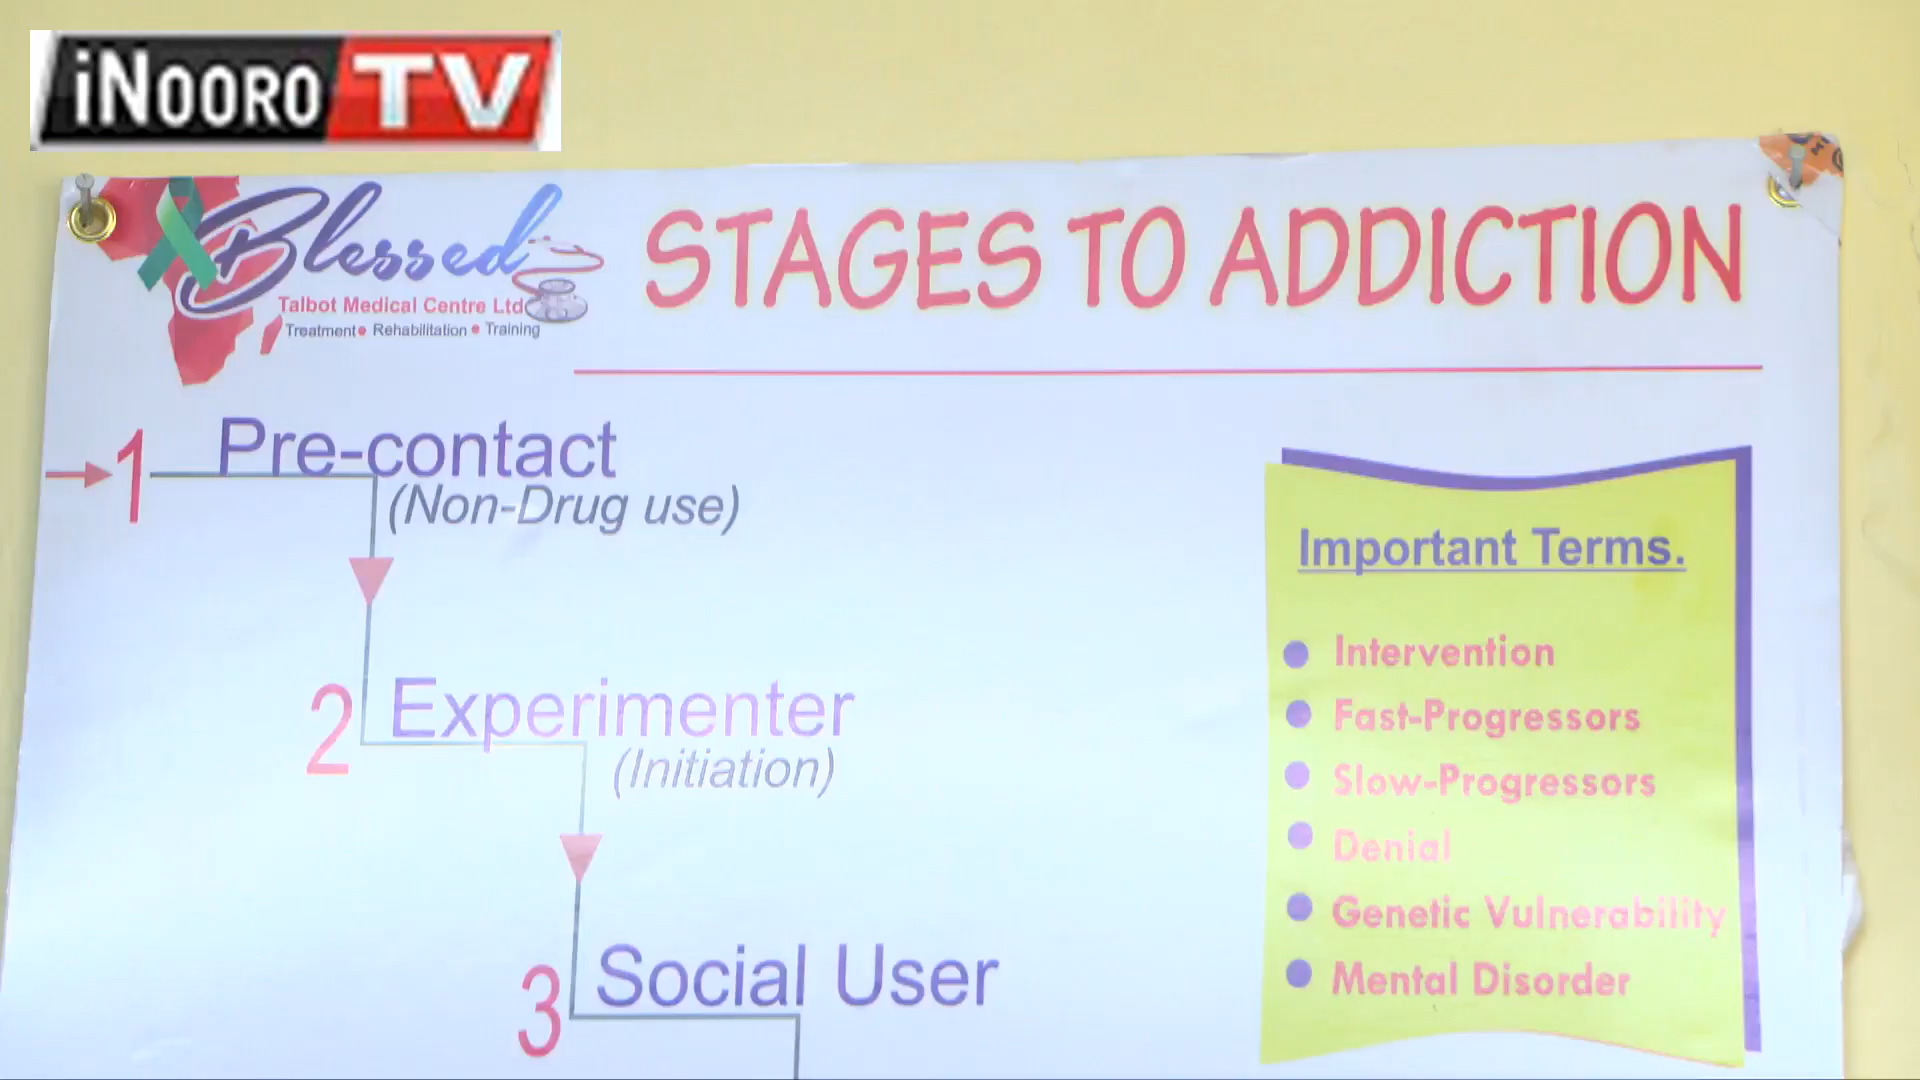 iNOORO TV
Blessed
Talbot Medical Centre Ltd
Treatment • Rehabilitation • Training
STAGES TO ADDICTION
1 Pre-contact
(Non-Drug use)
2 Experimenter
(Initiation)
3 Social User
Important Terms.
• Intervention
• Fast-Progressors
• Slow-Progressors
• Denial
• Genetic Vulnerability
• Mental Disorder